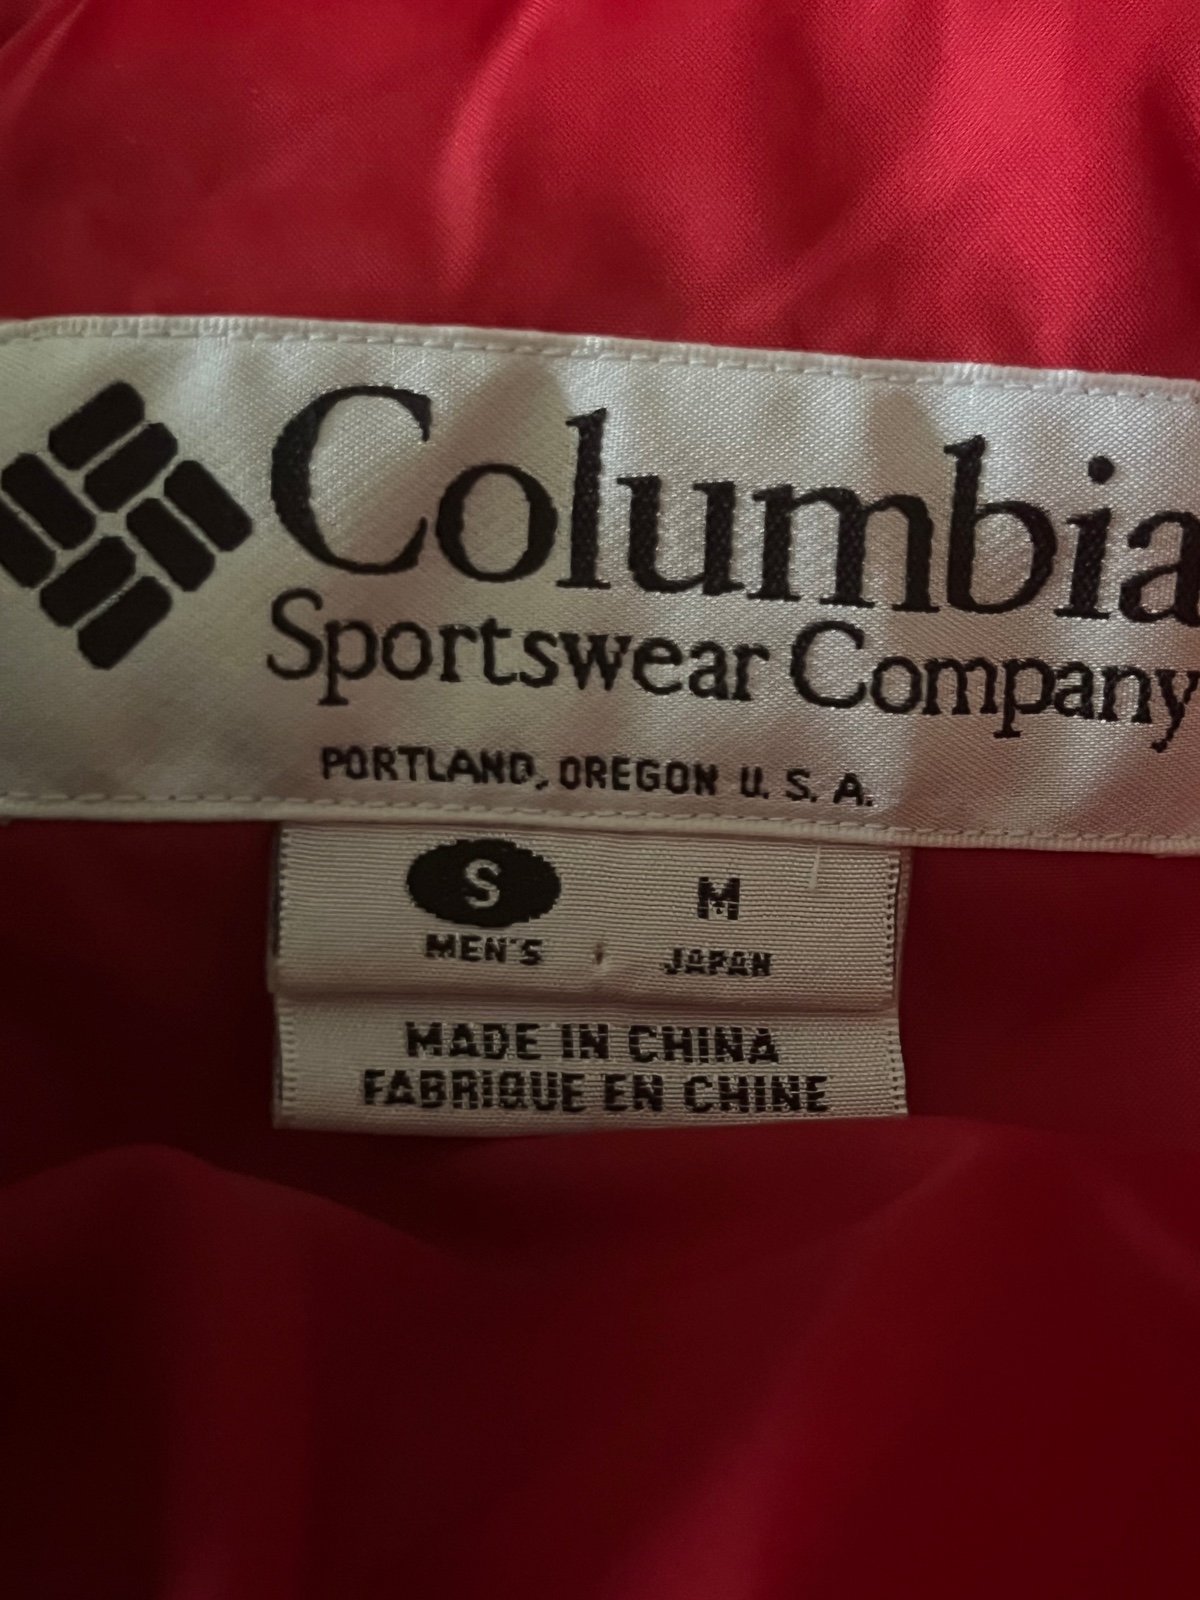 Columbia
Sportswear Company
PORTLAND, OREGON U. S. A.
S M
MEN'S JAPAN
MADE IN CHINA
FABRIQUE EN CHINE